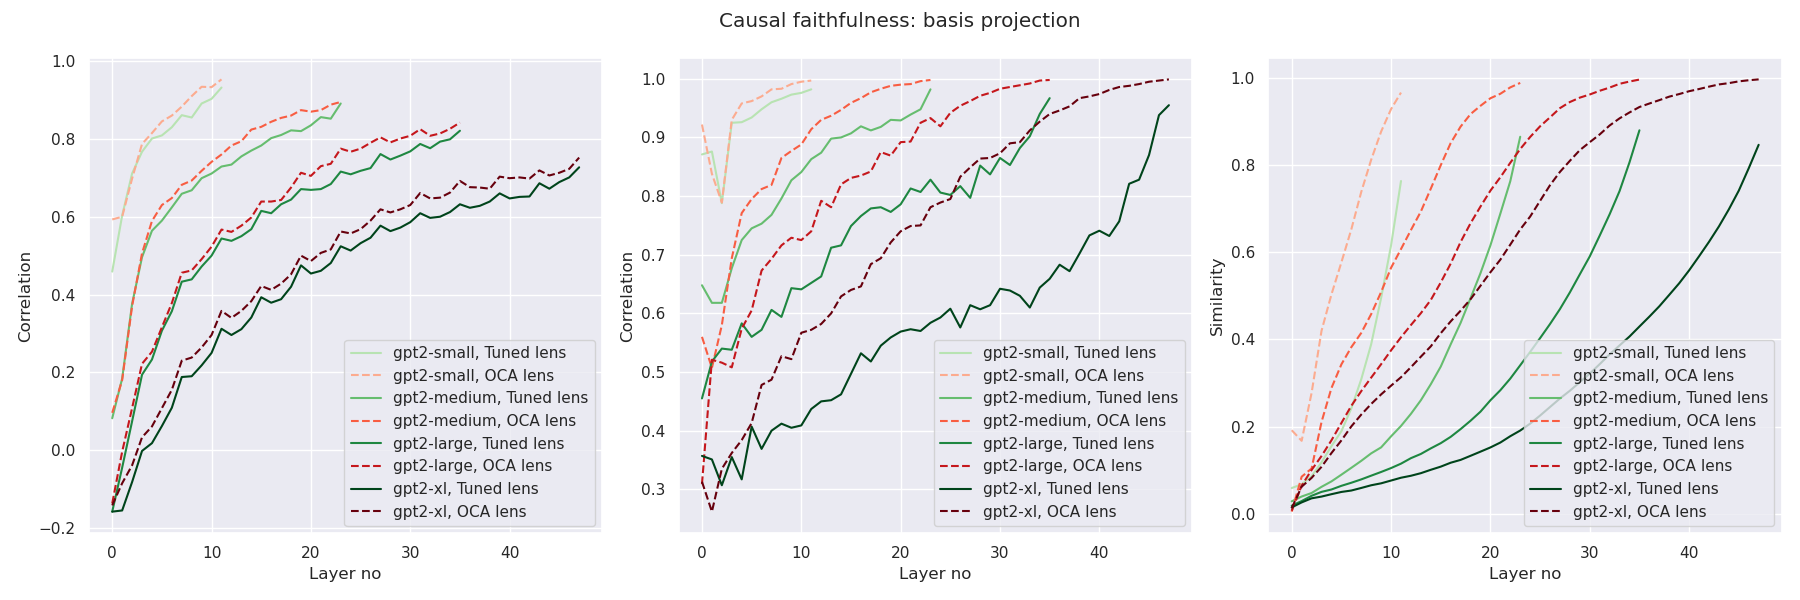 Causal faithfulness: basis projection
Correlation
1.0
0.8
0.6
0.4
0.2
0.0
−0.2
0
10
20
30
40
Layer no
gpt2-small, Tuned lens
gpt2-small, OCA lens
gpt2-medium, Tuned lens
gpt2-medium, OCA lens
gpt2-large, Tuned lens
gpt2-large, OCA lens
gpt2-xl, Tuned lens
gpt2-xl, OCA lens
Correlation
1.0
0.9
0.8
0.7
0.6
0.5
0.4
0.3
0
10
20
30
40
Layer no
gpt2-small, Tuned lens
gpt2-small, OCA lens
gpt2-medium, Tuned lens
gpt2-medium, OCA lens
gpt2-large, Tuned lens
gpt2-large, OCA lens
gpt2-xl, Tuned lens
gpt2-xl, OCA lens
Similarity
1.0
0.8
0.6
0.4
0.2
0.0
0
10
20
30
40
Layer no
gpt2-small, Tuned lens
gpt2-small, OCA lens
gpt2-medium, Tuned lens
gpt2-medium, OCA lens
gpt2-large, Tuned lens
gpt2-large, OCA lens
gpt2-xl, Tuned lens
gpt2-xl, OCA lens